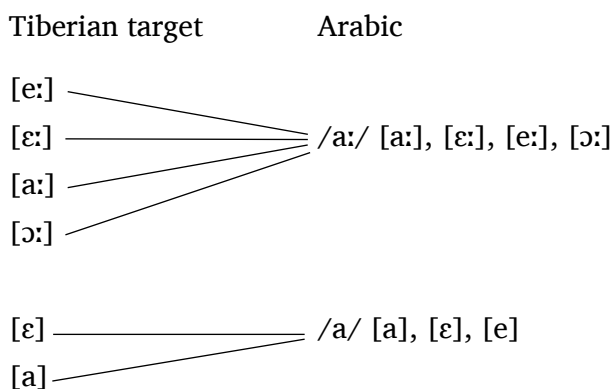 Tiberian target Arabic
[eː]
[ɛː] /aː/ [aː], [ɛː], [eː], [ɔː]
[aː]
[ɔː]
[ɛ] /a/ [a], [ɛ], [e]
[a]